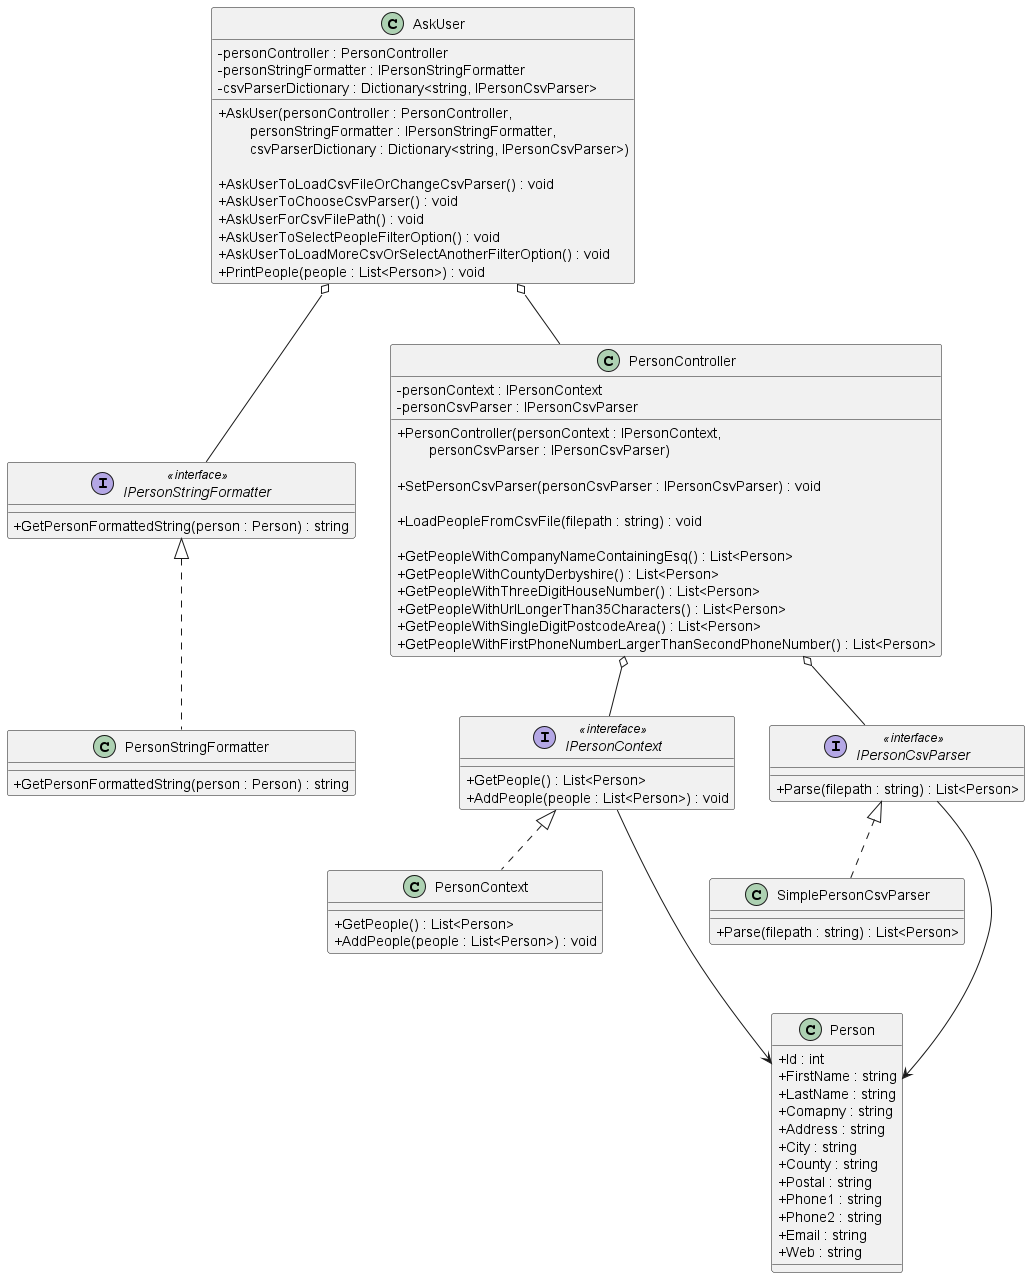 C AskUser
-personController : PersonController
-personStringFormatter : IPersonStringFormatter
-csvParserDictionary : Dictionary<string, IPersonCsvParser>
+AskUser(personController : PersonController,
personStringFormatter : IPersonStringFormatter,
csvParserDictionary : Dictionary<string, IPersonCsvParser>)
+AskUserToLoadCsvFileOrChangeCsvParser() : void
+AskUserToChooseCsvParser() : void
+AskUserForCsvFilePath() : void
+AskUserToSelectPeopleFilterOption() : void
+AskUserToLoadMoreCsvOrSelectAnotherFilterOption() : void
+PrintPeople(people : List<Person>) : void
C PersonController
-personContext : IPersonContext
-personCsvParser : IPersonCsvParser
+PersonController(personContext : IPersonContext,
personCsvParser : IPersonCsvParser)
+SetPersonCsvParser(personCsvParser : IPersonCsvParser) : void
+LoadPeopleFromCsvFile(filepath : string) : void
+GetPeopleWithCompanyNameContainingEsq() : List<Person>
+GetPeopleWithCountyDerbyshire() : List<Person>
+GetPeopleWithThreeDigitHouseNumber() : List<Person>
+GetPeopleWithUrlLongerThan35Characters() : List<Person>
+GetPeopleWithSingleDigitPostcodeArea() : List<Person>
+GetPeopleWithFirstPhoneNumberLargerThanSecondPhoneNumber() : List<Person>
«interface»
I IPersonStringFormatter
+GetPersonFormattedString(person : Person) : string
C PersonStringFormatter
+GetPersonFormattedString(person : Person) : string
«intereface»
I IPersonContext
+GetPeople() : List<Person>
+AddPeople(people : List<Person>) : void
«interface»
I IPersonCsvParser
+Parse(filepath : string) : List<Person>
C PersonContext
+GetPeople() : List<Person>
+AddPeople(people : List<Person>) : void
C SimplePersonCsvParser
+Parse(filepath : string) : List<Person>
C Person
+Id : int
+FirstName : string
+LastName : string
+Comapny : string
+Address : string
+City : string
+County : string
+Postal : string
+Phone1 : string
+Phone2 : string
+Email : string
+Web : string